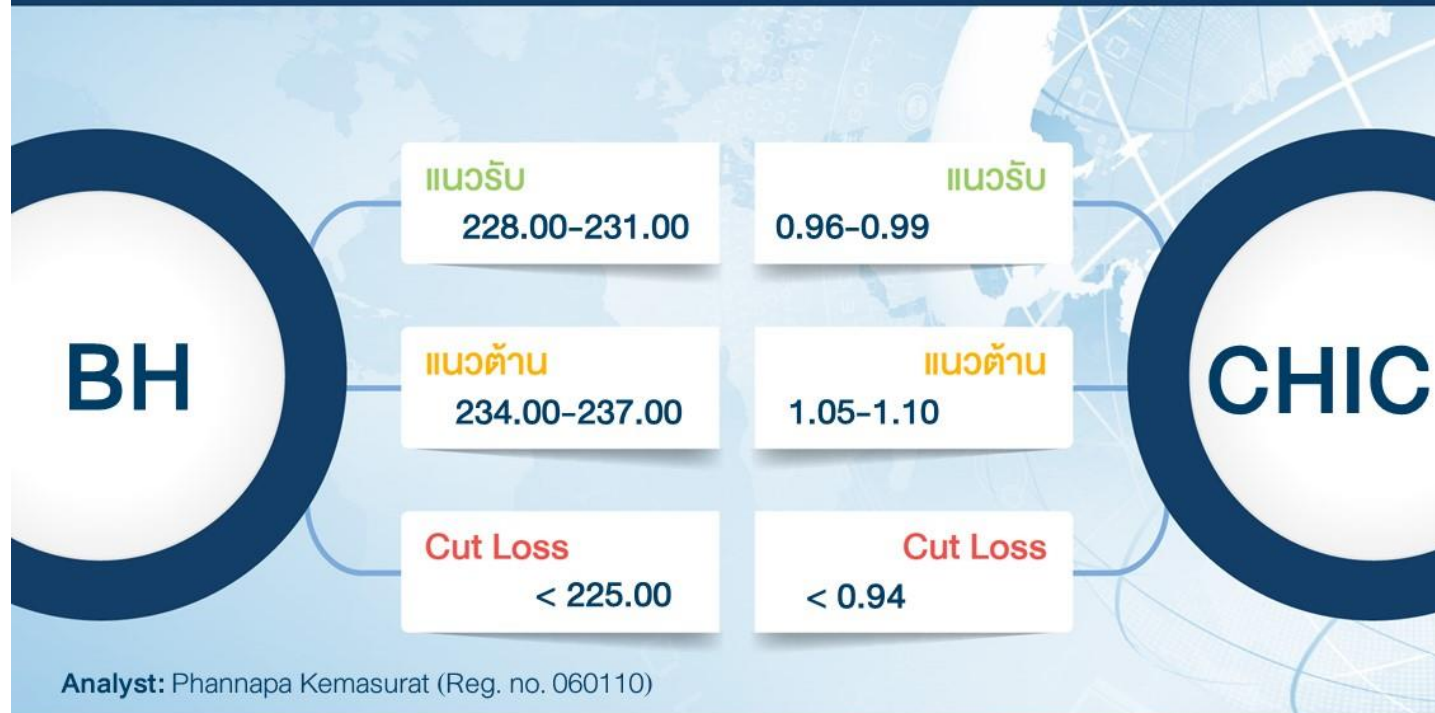 BH
แนวรับ
228.00-231.00
แนวต้าน
234.00-237.00
Cut Loss
< 225.00
แนวรับ
0.96-0.99
แนวต้าน
1.05-1.10
Cut Loss
< 0.94
CHIC
Analyst: Phannapa Kemasurat (Reg. no. 060110)